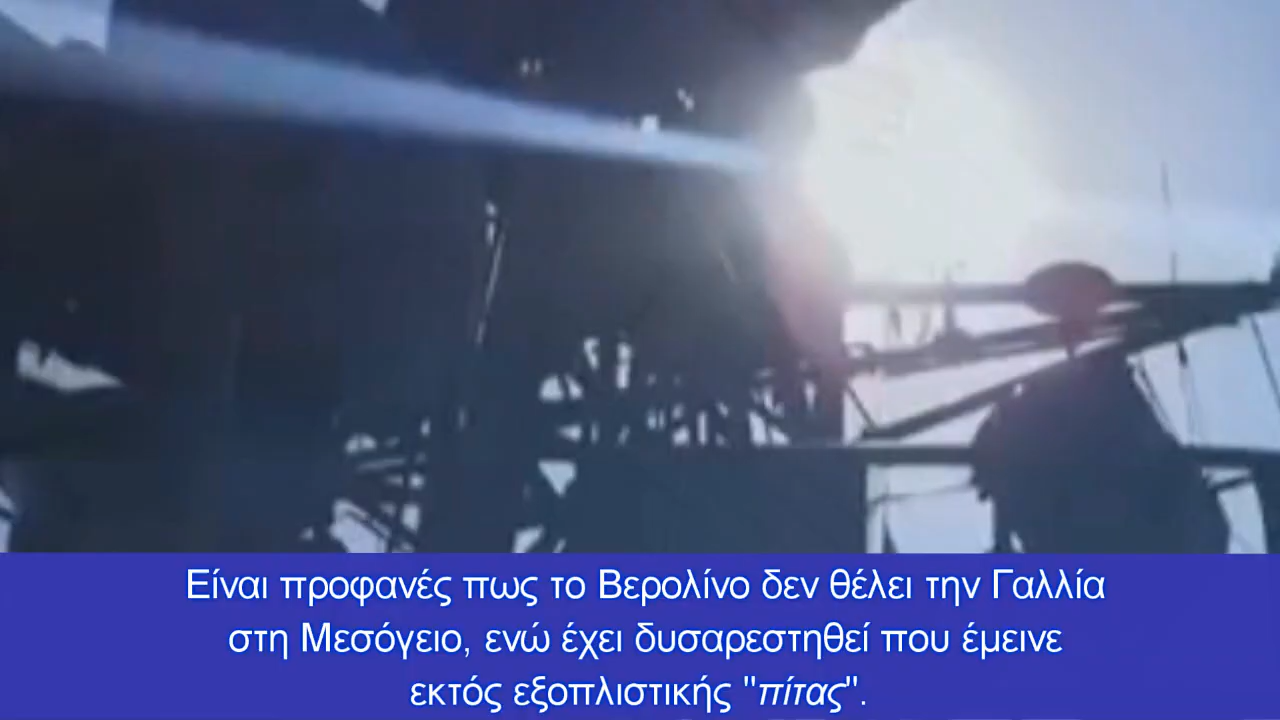 Είναι προφανές πως το Βερολίνο δεν θέλει την Γαλλία
στη Μεσόγειο, ενώ έχει δυσαρεστηθεί που έμεινε
εκτός εξοπλιστικής "πίτας".